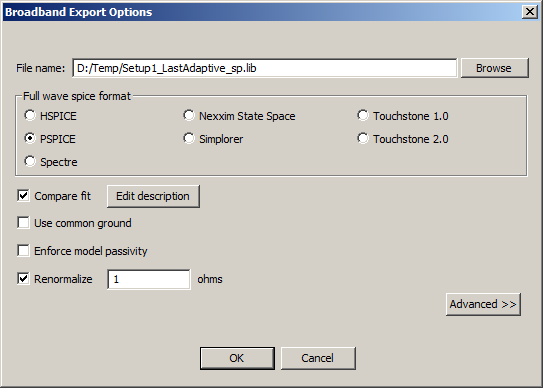 Broadband Export Options
File name: D:/Temp/Setup1_LastAdaptive_sp.lib Browse
Full wave spice format
HSPICE Nexxim State Space Touchstone 1.0
PSPICE Simplorer Touchstone 2.0
Spectre
Compare fit Edit description
Use common ground
Enforce model passivity
Renormalize 1 ohms
Advanced >>
OK Cancel